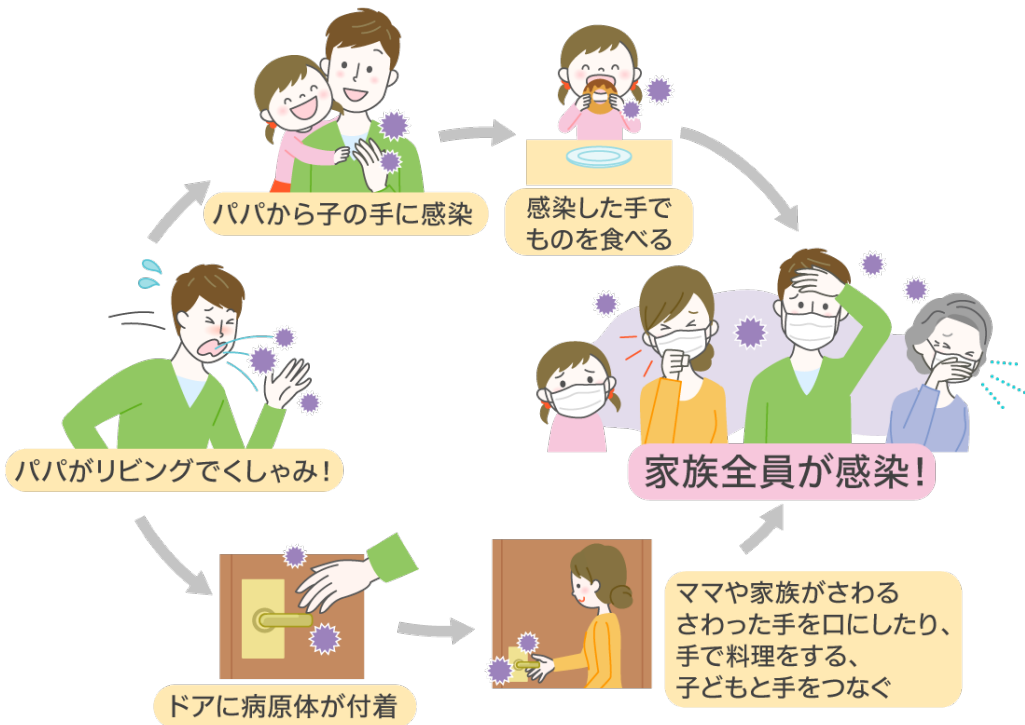 パパから子の手に感染
感染した手で
ものを食べる
パパがリビングでくしゃみ！
家族全員が感染！
ドアに病原体が付着
ママや家族がさわる
さわった手を口にしたり、
手で料理をする、
子どもと手をつなぐ